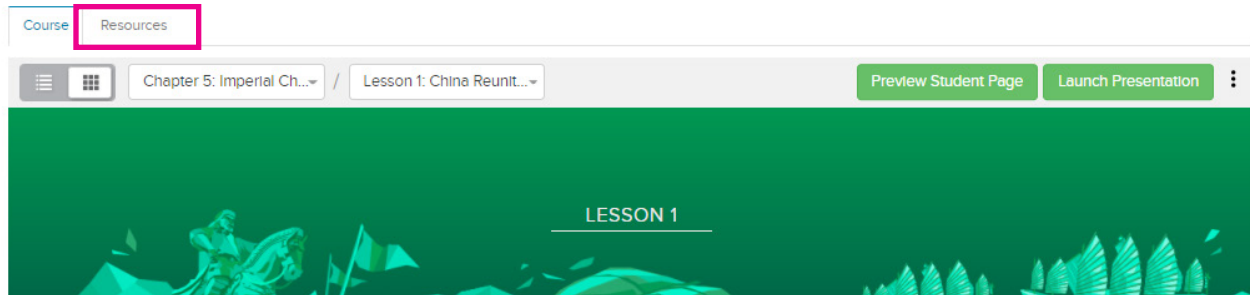 Course Resources
Chapter 5: Imperial Ch... / Lesson 1: China Reunit... Preview Student Page Launch Presentation
LESSON 1